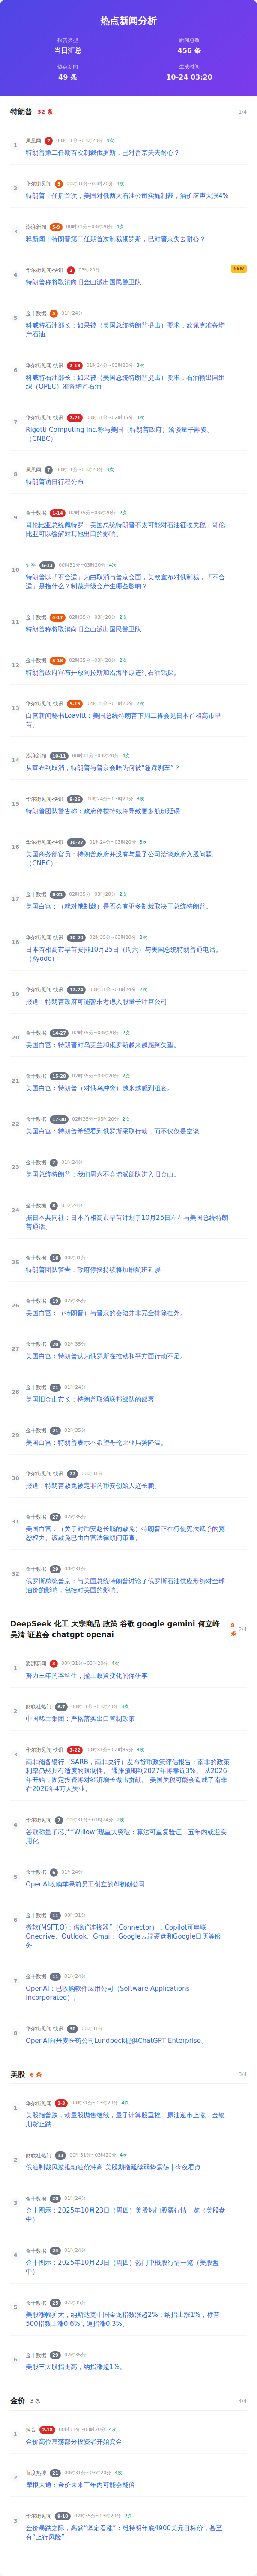 热点新闻分析
报告类型
当日汇总
新闻总数
456 条
热点新闻
49 条
生成时间
10-24 03:20
特朗普 32 条 1/4
1
凤凰网 3 00时31分~03时20分 4次
特朗普第二任期首次制裁俄罗斯，已对普京失去耐心？
2
华尔街见闻 5 00时31分~03时20分 4次
特朗普上任后首次，美国对俄两大石油公司实施制裁，油价应声大涨4%
3
澎湃新闻 5-9 00时31分~03时20分 4次
释新闻｜特朗普第二任期首次制裁俄罗斯，已对普京失去耐心？
4
华尔街见闻-快讯 2 03时20分 NEW
特朗普称将取消向旧金山派出国民警卫队
5
金十数据 5 01时24分
科威特石油部长：如果被（美国总统特朗普提出）要求，欧佩克准备增
产石油。
6
华尔街见闻-快讯 2-18 01时24分~03时20分 3次
科威特石油部长：如果被（美国总统特朗普提出）要求，石油输出国组
织（OPEC）准备增产石油。
7
华尔街见闻-快讯 2-21 00时31分~02时35分 3次
Rigetti Computing Inc.称与美国（特朗普政府）洽谈量子融资。
（CNBC）
8
凤凰网 7 00时31分~03时20分 4次
特朗普访日行程公布
9
金十数据 1-14 02时35分~03时20分 2次
哥伦比亚总统佩特罗：美国总统特朗普不太可能对石油征收关税，哥伦
比亚可以缓解对其他出口的影响。
10
知乎 6-13 00时31分~03时20分 4次
特朗普以「不合适」为由取消与普京会面，美欧宣布对俄制裁，「不合
适」是指什么？制裁升级会产生哪些影响？
11
金十数据 4-17 02时35分~03时20分 2次
特朗普称将取消向旧金山派出国民警卫队
12
金十数据 5-18 02时35分~03时20分 2次
特朗普政府宣布开放阿拉斯加沿海平原进行石油钻探。
13
华尔街见闻-快讯 5-15 02时35分~03时20分 2次
白宫新闻秘书Leavitt：美国总统特朗普下周二将会见日本首相高市早
苗。
14
澎湃新闻 10-11 00时31分~03时20分 4次
从宣布到取消，特朗普与普京会晤为何被“急踩刹车”？
15
华尔街见闻-快讯 9-26 01时24分~03时20分 3次
特朗普团队警告称：政府停摆持续将导致更多航班延误
16
华尔街见闻-快讯 10-27 01时24分~03时20分 3次
美国商务部官员：特朗普政府并没有与量子公司洽谈政府入股问题。
（CNBC）
17
金十数据 8-21 02时35分~03时20分 2次
美国白宫：（就对俄制裁）是否会有更多制裁取决于总统特朗普。
18
华尔街见闻-快讯 10-20 02时35分~03时20分 2次
日本首相高市早苗安排10月25日（周六）与美国总统特朗普通电话。
（Kyodo）
19
华尔街见闻-快讯 12-24 00时31分~01时24分 2次
报道：特朗普政府可能暂未考虑入股量子计算公司
20
金十数据 14-27 02时35分~03时20分 2次
美国白宫：特朗普对乌克兰和俄罗斯越来越感到失望。
21
金十数据 15-28 02时35分~03时20分 2次
美国白宫：特朗普（对俄乌冲突）越来越感到沮丧。
22
金十数据 17-30 02时35分~03时20分 2次
美国白宫：特朗普希望看到俄罗斯采取行动，而不仅仅是空谈。
23
金十数据 7 01时24分
美国总统特朗普：我们周六不会增派部队进入旧金山。
24
金十数据 8 01时24分
据日本共同社：日本首相高市早苗计划于10月25日左右与美国总统特朗
普通话。
25
金十数据 16 00时31分
特朗普团队警告：政府停摆持续将加剧航班延误
26
金十数据 19 02时35分
美国白宫：（特朗普）与普京的会晤并非完全排除在外。
27
金十数据 20 02时35分
美国白宫：特朗普认为俄罗斯在推动和平方面行动不足。
28
金十数据 21 01时24分
美国旧金山市长：特朗普取消联邦部队的部署。
29
金十数据 21 02时35分
美国白宫：特朗普表示不希望哥伦比亚局势降温。
30
华尔街见闻-快讯 22 00时31分
报道：特朗普赦免被定罪的币安创始人赵长鹏。
31
金十数据 27 02时35分
美国白宫：（关于对币安赵长鹏的赦免）特朗普正在行使宪法赋予的宽
恕权力。该赦免已由白宫法律顾问审查。
32
金十数据 29 00时31分
俄罗斯总统普京：与美国总统特朗普讨论了俄罗斯石油供应形势对全球
油价的影响，包括对美国的影响。
DeepSeek 化工 大宗商品 政策 谷歌 google gemini 何立峰
吴清 证监会 chatgpt openai 8 条 2/4
1
澎湃新闻 3 00时31分~03时20分 4次
努力三年的本科生，撞上政策变化的保研季
2
财联社热门 6-7 00时31分~03时20分 4次
中国稀土集团：严格落实出口管制政策
3
华尔街见闻-快讯 3-22 00时31分~02时35分 3次
南非储备银行（SARB，南非央行）发布货币政策评估报告：南非的政策
利率仍然具有适度的限制性。 通胀预期到2027年将靠近3%。 从2026
年开始，固定投资将对经济增长做出贡献。 美国关税可能会造成了南非
在2026年4万人失业。
4
华尔街见闻 7 00时31分~01时24分 2次
谷歌称量子芯片“Willow”现重大突破：算法可重复验证，五年内或迎实
用化
5
金十数据 6 01时24分
OpenAI收购苹果前员工创立的AI初创公司
6
金十数据 11 00时31分
微软(MSFT.O)：借助“连接器”（Connector），Copilot可串联
Onedrive、Outlook、Gmail、Google云端硬盘和Google日历等服
务。
7
金十数据 11 01时24分
OpenAI：已收购软件应用公司（Software Applications
Incorporated）。
8
华尔街见闻-快讯 30 00时31分
OpenAI向丹麦医药公司Lundbeck提供ChatGPT Enterprise。
美股 6 条 3/4
1
华尔街见闻 1-3 00时31分~03时20分 4次
美股指普跌，动量股抛售继续，量子计算股重挫，原油逆市上涨，金银
期货止跌
2
财联社热门 13 00时31分~03时20分 4次
俄油制裁风波推动油价冲高 美股期指延续弱势震荡 | 今夜看点
3
金十数据 20 01时24分
金十图示：2025年10月23日（周四）美股热门股票行情一览（美股盘
中）
4
金十数据 24 01时24分
金十图示：2025年10月23日（周四）热门中概股行情一览（美股盘
中）
5
金十数据 25 02时35分
美股涨幅扩大，纳斯达克中国金龙指数涨超2%，纳指上涨1%，标普
500指数上涨0.6%，道指涨0.3%。
6
金十数据 29 02时35分
美股三大股指走高，纳指涨超1%。
金价 3 条 4/4
1
抖音 2-18 00时31分~03时20分 4次
金价高位震荡部分投资者开始卖金
2
百度热搜 21 00时31分~03时20分 4次
摩根大通：金价未来三年内可能会翻倍
3
华尔街见闻 9-10 02时35分~03时20分 2次
金价暴跌之际，高盛“坚定看涨”：维持明年底4900美元目标价，甚至
有“上行风险”